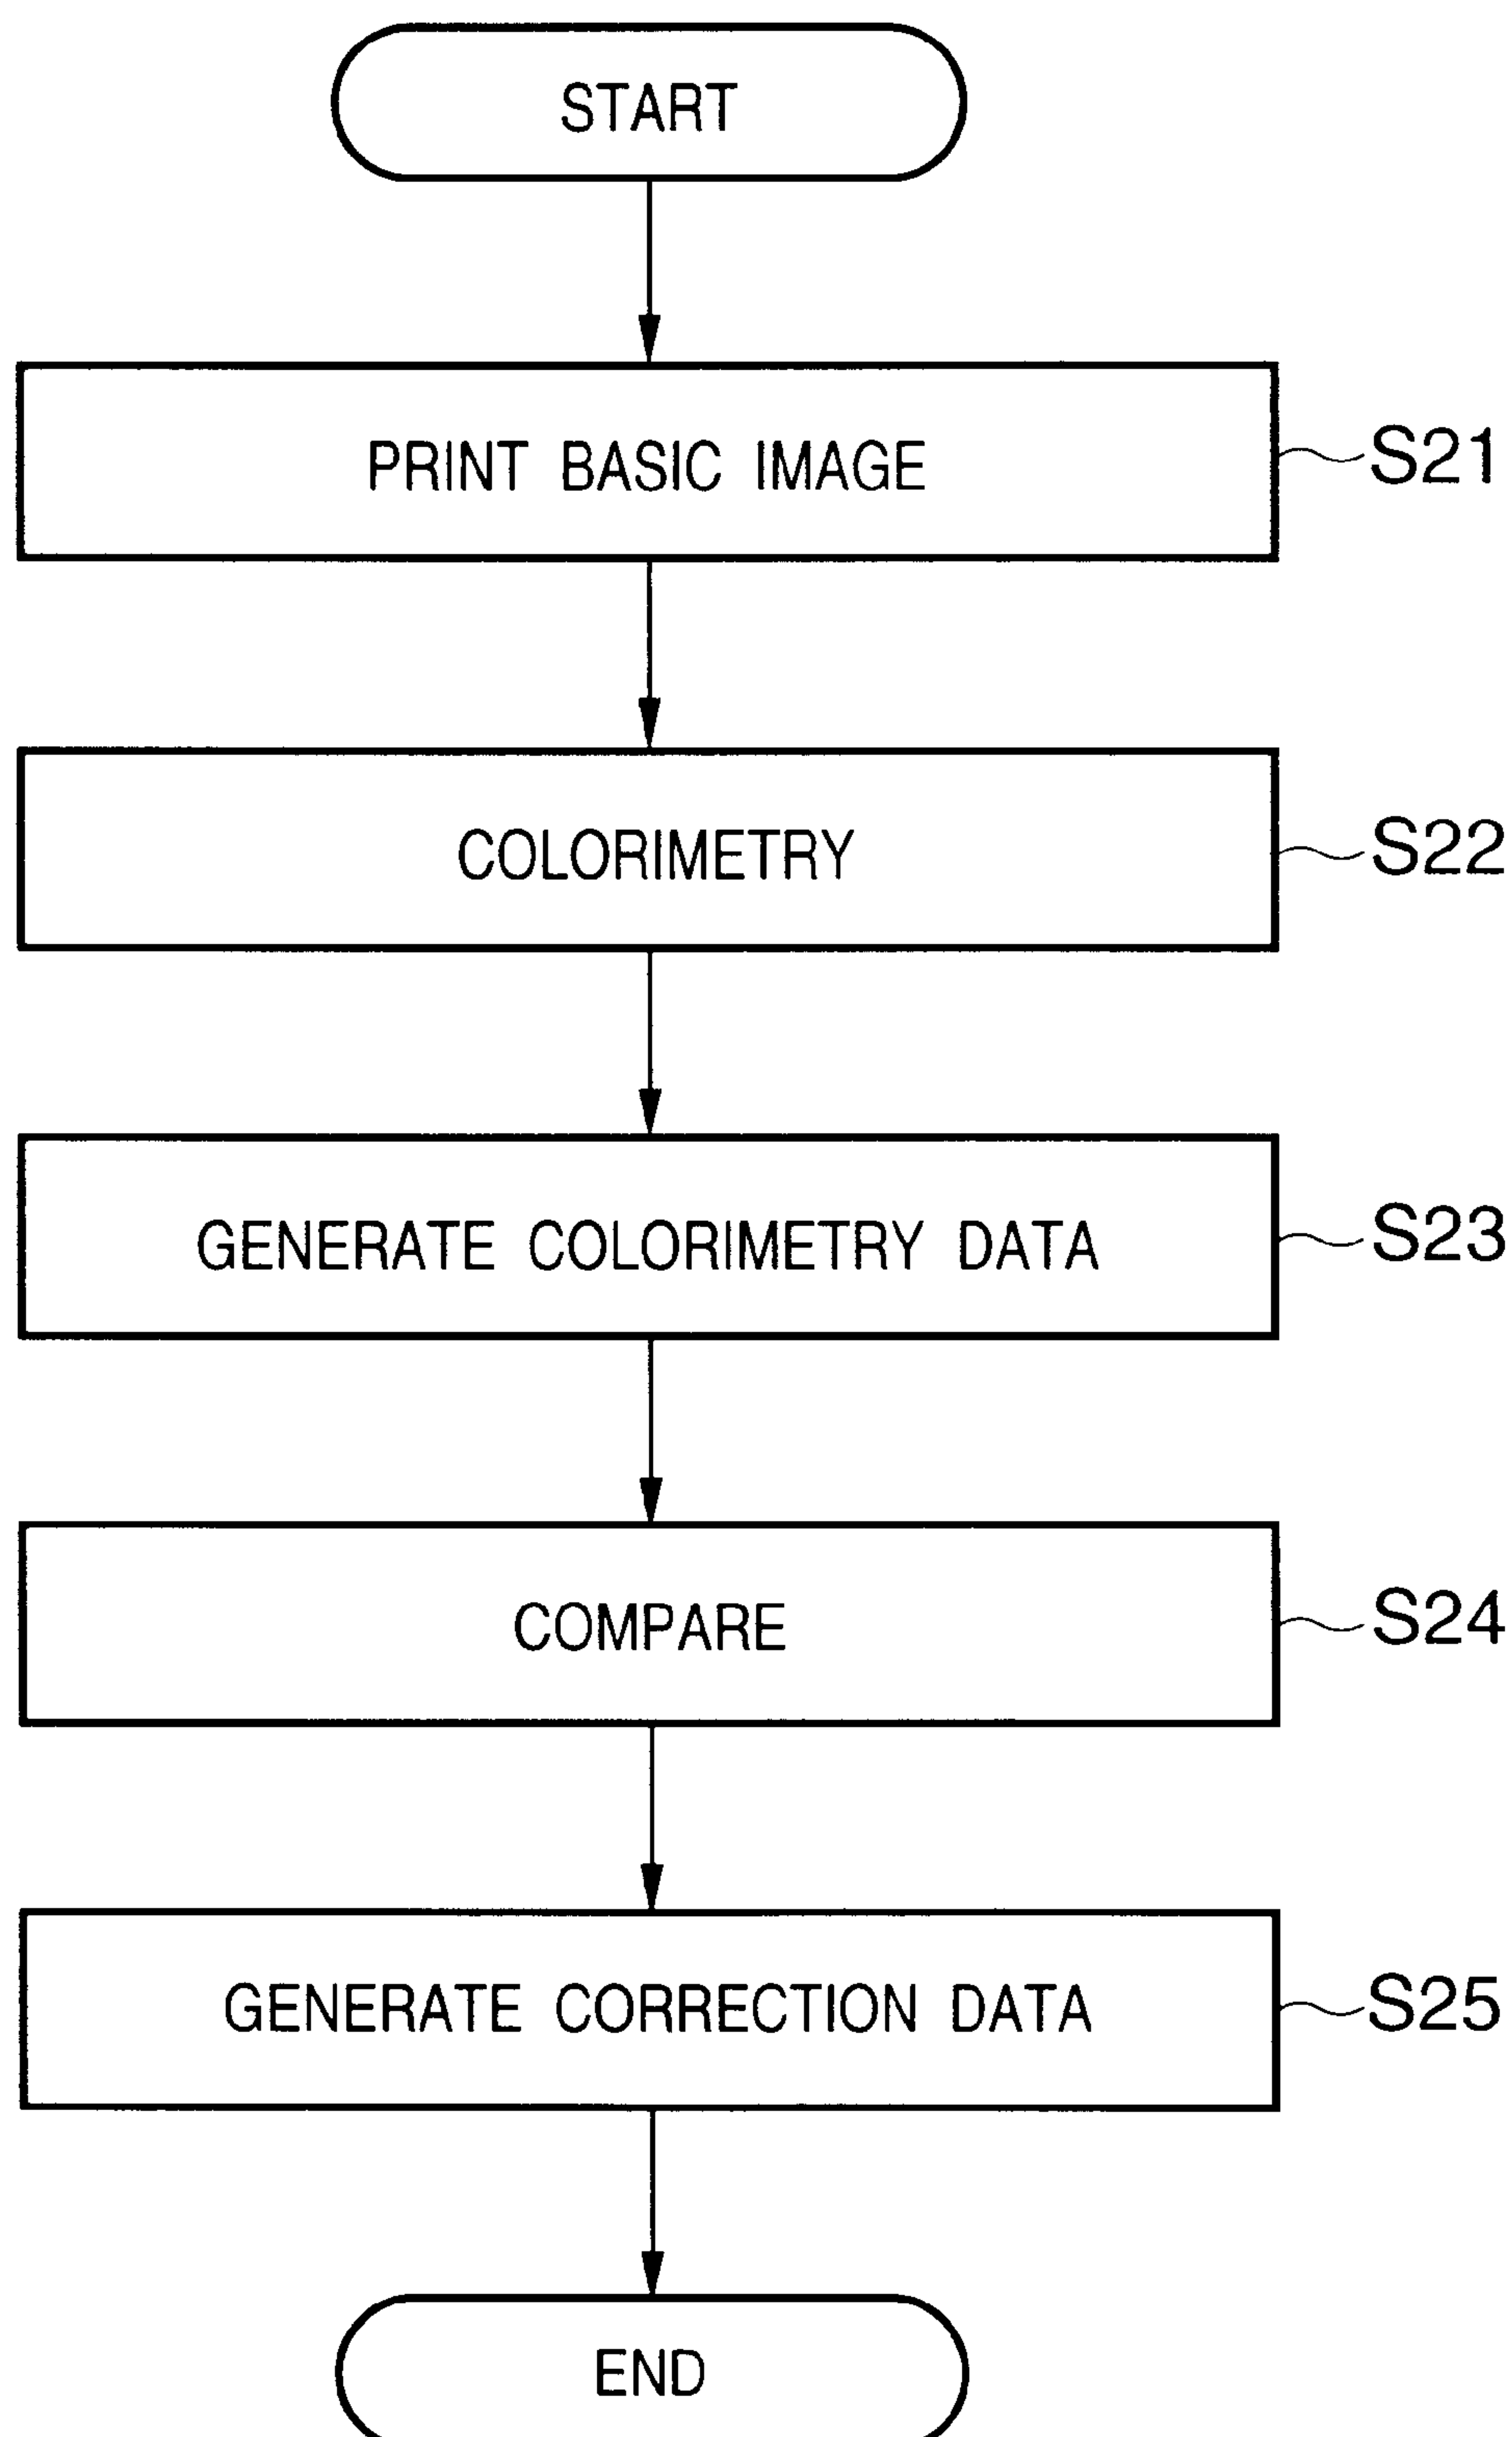 START
PRINT BASIC IMAGE
S21
COLORIMETRY
S22
GENERATE COLORIMETRY DATA
S23
COMPARE
S24
GENERATE CORRECTION DATA
S25
END